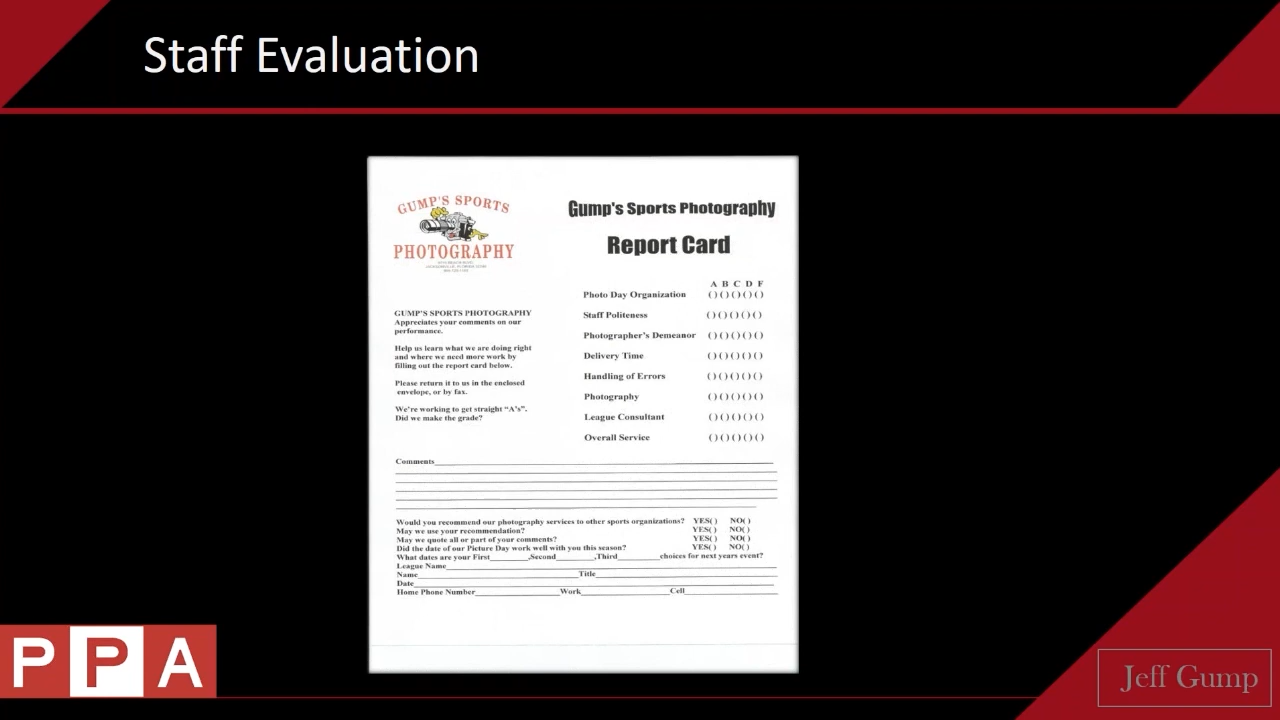 Staff Evaluation
GUMP'S SPORTS
PHOTOGRAPHY
Gump's Sports Photography
Report Card
A B C D F
Photo Day Organization ( ) ( ) ( ) ( ) ( )
Staff Politeness ( ) ( ) ( ) ( ) ( )
Photographer's Demeanor ( ) ( ) ( ) ( ) ( )
Delivery Time ( ) ( ) ( ) ( ) ( )
Handling of Errors ( ) ( ) ( ) ( ) ( )
Photography ( ) ( ) ( ) ( ) ( )
League Consultant ( ) ( ) ( ) ( ) ( )
Overall Service ( ) ( ) ( ) ( ) ( )
GUMP'S SPORTS PHOTOGRAPHY
Appreciates your comments on our
performance.
Help us learn what we are doing right
and where we need more work by
filling out the report card below.
Please return it to us in the enclosed
envelope, or by fax.
We're working to get straight "A's".
Did we make the grade?
Comments
Would you recommend our photography services to other sports organizations? YES( ) NO( )
May we use your recommendation? YES( ) NO( )
May we quote all or part of your comments? YES( ) NO( )
Did the date of our Picture Day work well with you this season? YES( ) NO( )
What dates are your First________,Second________,Third________choices for next years event?
League Name
Name Title
Date
Home Phone Number Work Cell
PPA
Jeff Gump